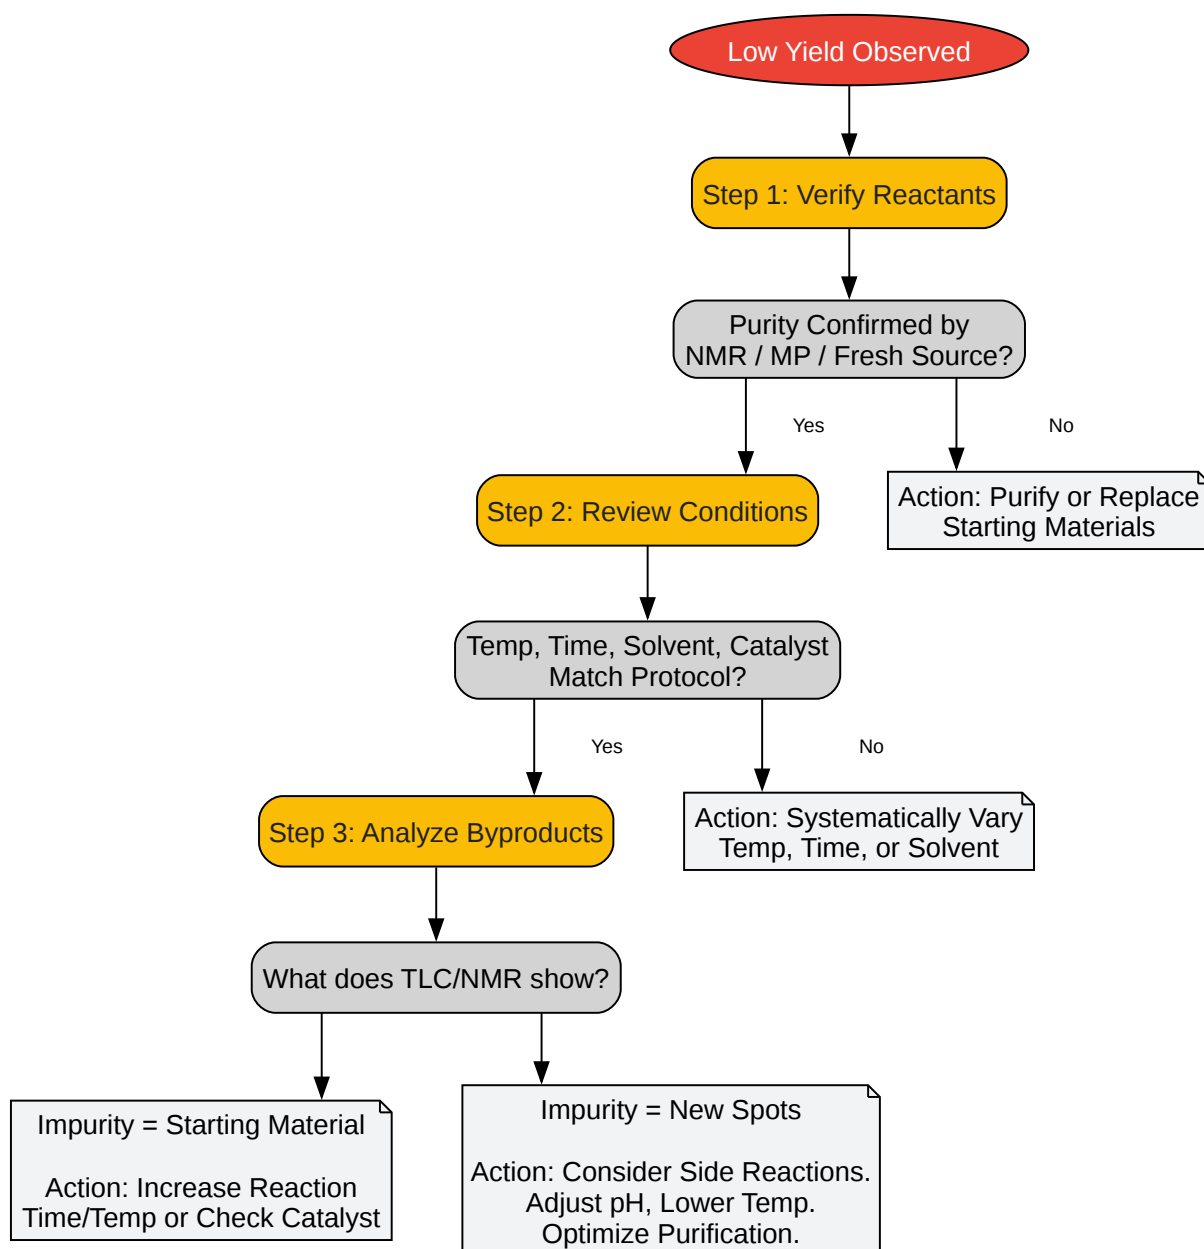 Low Yield Observed
Step 1: Verify Reactants
Purity Confirmed by
NMR / MP / Fresh Source?
Yes
No
Step 2: Review Conditions
Action: Purify or Replace
Starting Materials
Temp, Time, Solvent, Catalyst
Match Protocol?
Yes
No
Step 3: Analyze Byproducts
Action: Systematically Vary
Temp, Time, or Solvent
What does TLC/NMR show?
Impurity = Starting Material
Action: Increase Reaction
Time/Temp or Check Catalyst
Impurity = New Spots
Action: Consider Side Reactions.
Adjust pH, Lower Temp.
Optimize Purification.